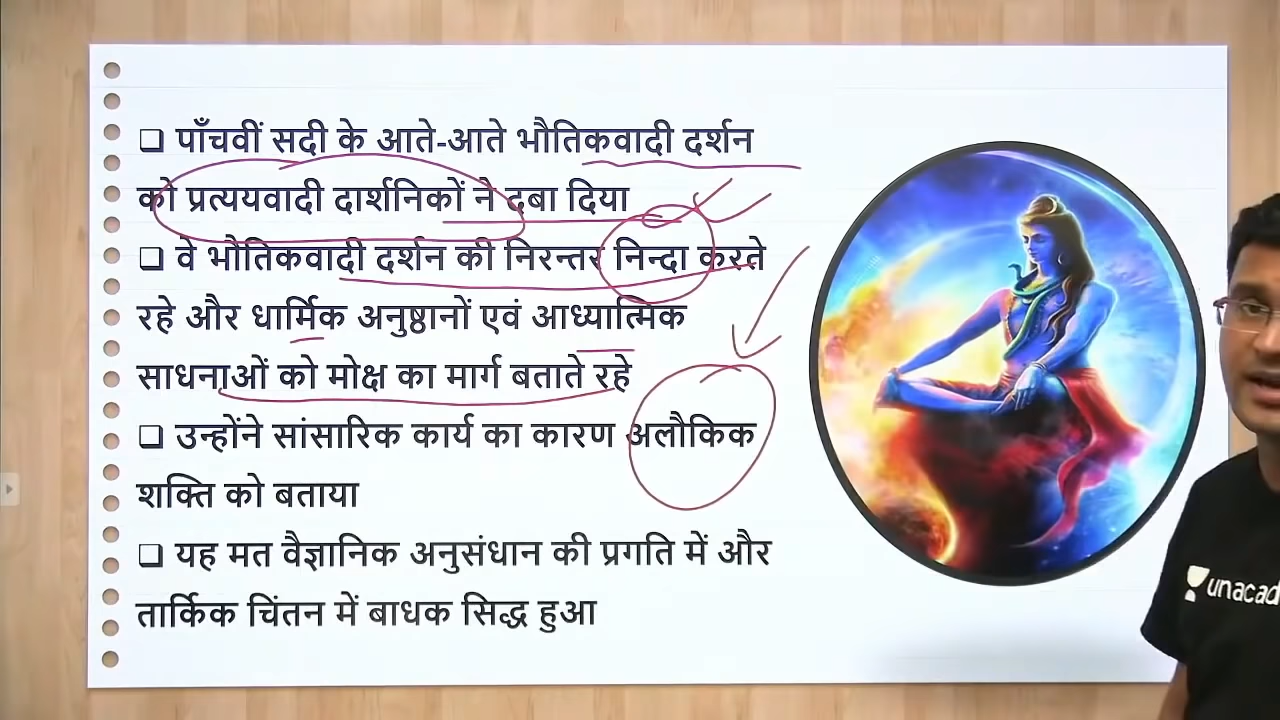 ❑ पाँचवीं सदी के आते-आते भौतिकवादी दर्शन
को प्रत्ययवादी दार्शनिकों ने दबा दिया
❑ वे भौतिकवादी दर्शन की निरन्तर निन्दा करते
रहे और धार्मिक अनुष्ठानों एवं आध्यात्मिक
साधनाओं को मोक्ष का मार्ग बताते रहे
❑ उन्होंने सांसारिक कार्य का कारण अलौकिक
शक्ति को बताया
❑ यह मत वैज्ञानिक अनुसंधान की प्रगति में और
तार्किक चिंतन में बाधक सिद्ध हुआ
unacad